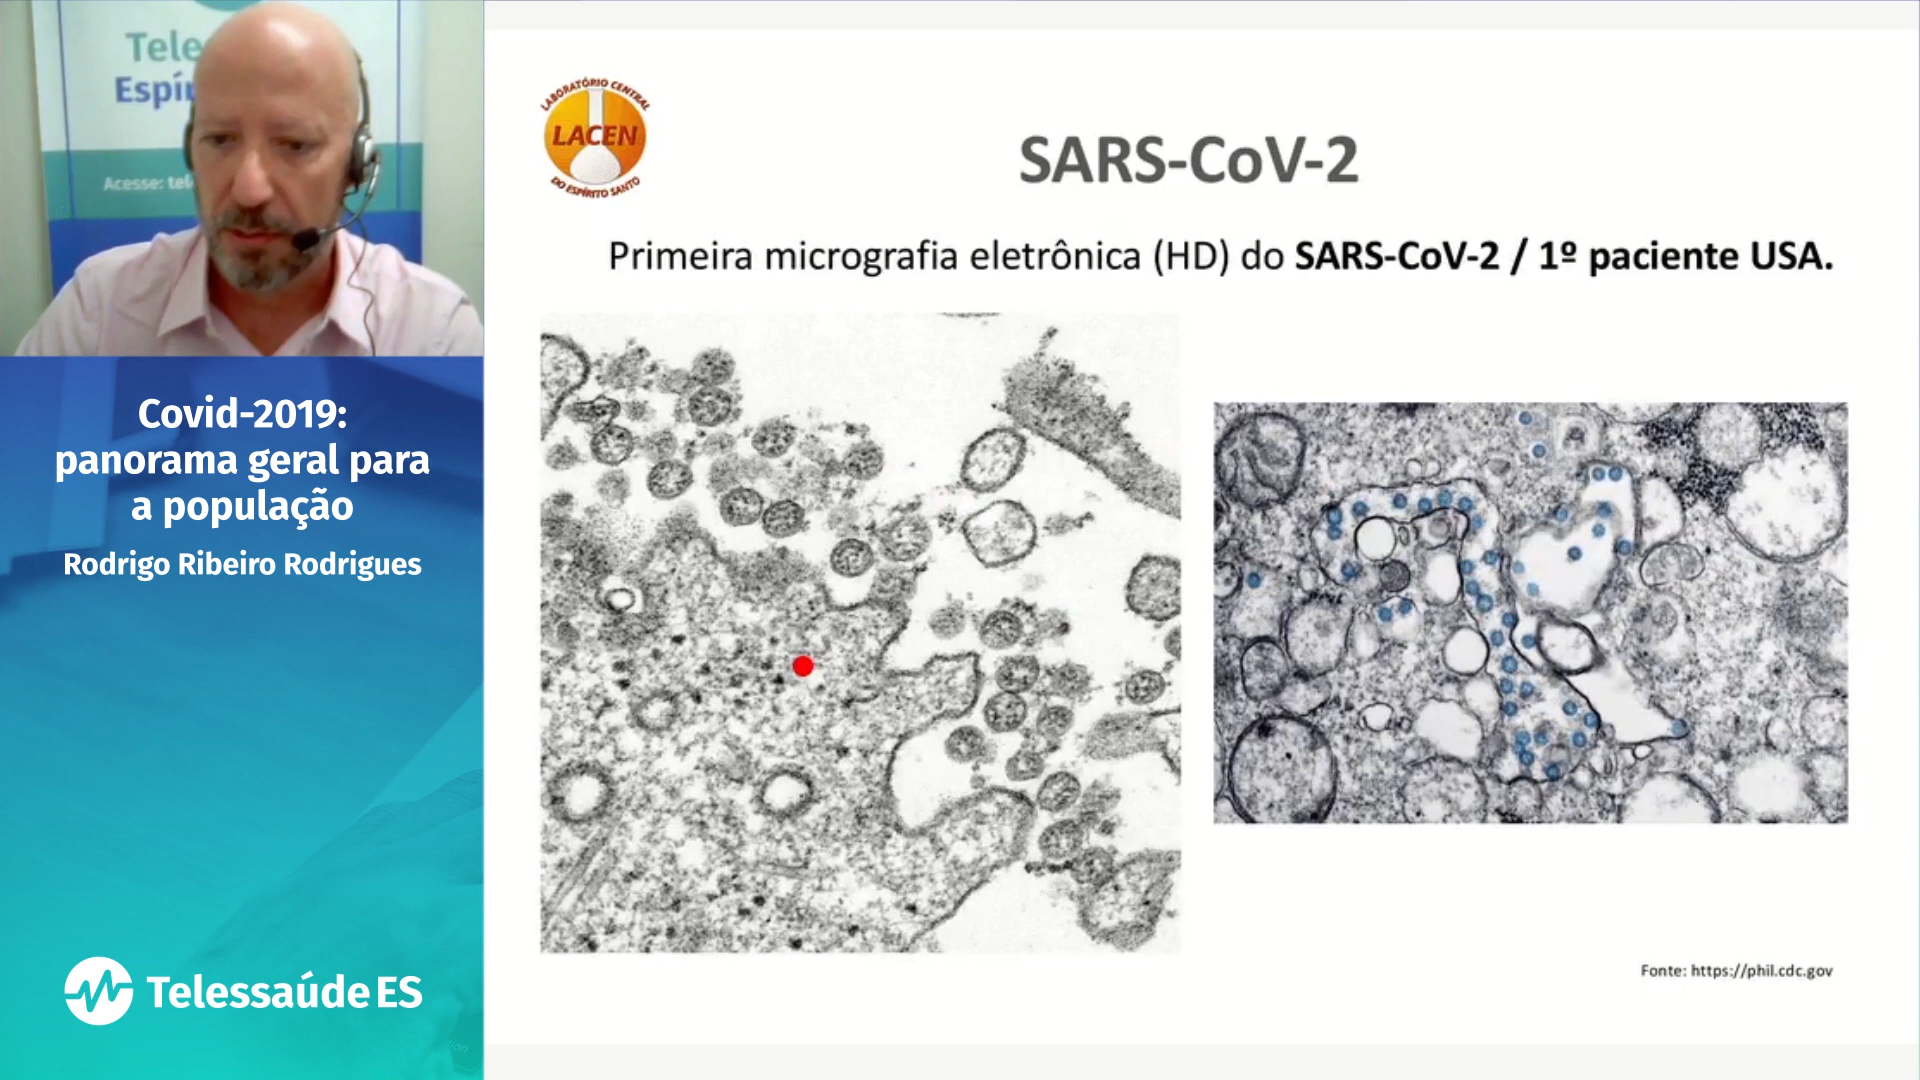 Tele
Espí
Acesse: tel
Covid-2019:
panorama geral para
a população
Rodrigo Ribeiro Rodrigues
Telessaúde ES
LABORATÓRIO CENTRAL
LACEN
DO ESPÍRITO SANTO
SARS-CoV-2
Primeira micrografia eletrônica (HD) do SARS-CoV-2 / 1º paciente USA.
Fonte: https://phil.cdc.gov